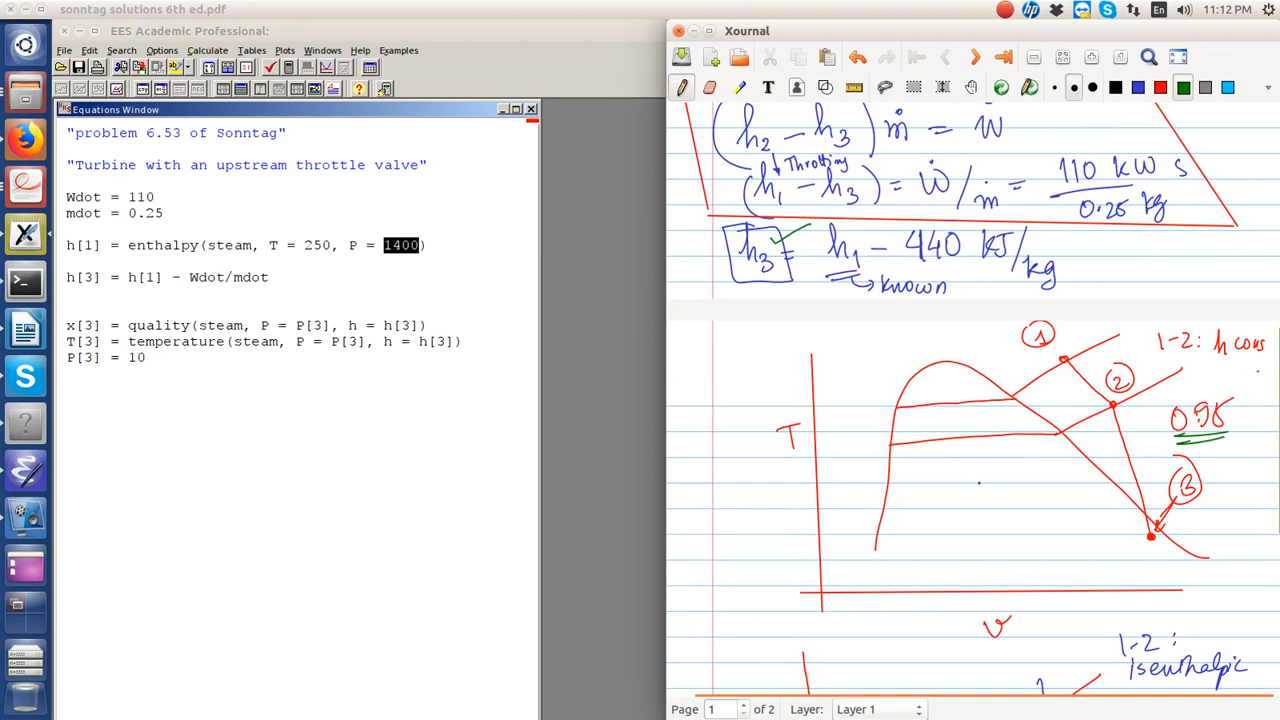 sonntag solutions 6th ed.pdf
En
11:12 PM
EES Academic Professional:
File Edit Search Options Calculate Tables Plots Windows Help Examples
Equations Window
"problem 6.53 of Sonntag"
"Turbine with an upstream throttle valve"
Wdot = 110
mdot = 0.25
h[1] = enthalpy(steam, T = 250, P = 1400)
h[3] = h[1] - Wdot/mdot
x[3] = quality(steam, P = P[3], h = h[3])
T[3] = temperature(steam, P = P[3], h = h[3])
P[3] = 10
Xournal
(h2 - h3) ṁ = Ẇ
Throttling
(h1 - h3) = Ẇ/ṁ = 110 kW s
0.25 kg
h3 = h1 - 440 kJ/kg
known
1
1-2: h cons
2
0.95
T
3
v
1-2:
isenthalpic
1
Page 1 of 2 Layer: Layer 1